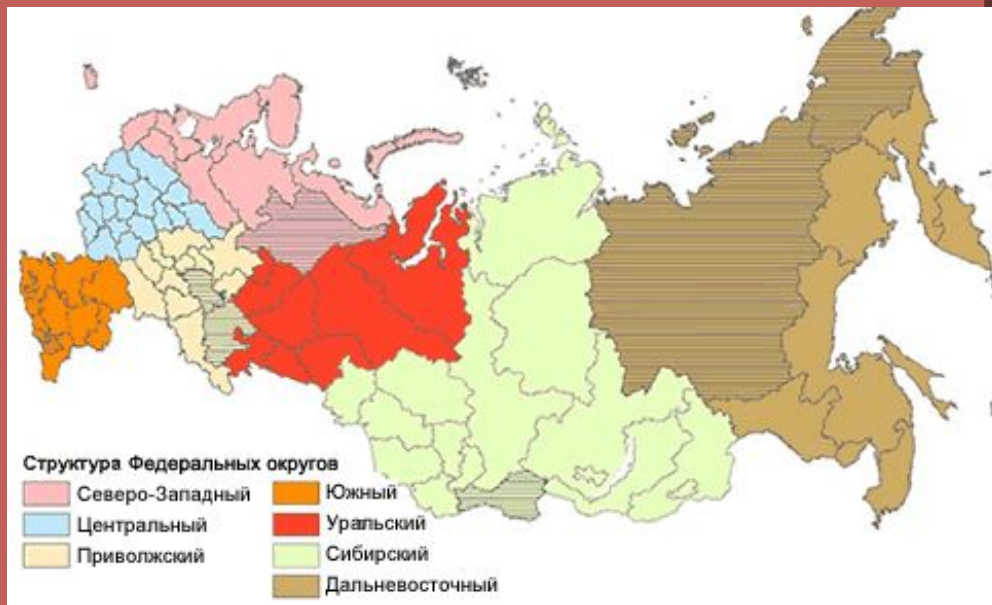 Структура Федеральных округов
Северо-Западный
Центральный
Приволжский
Южный
Уральский
Сибирский
Дальневосточный